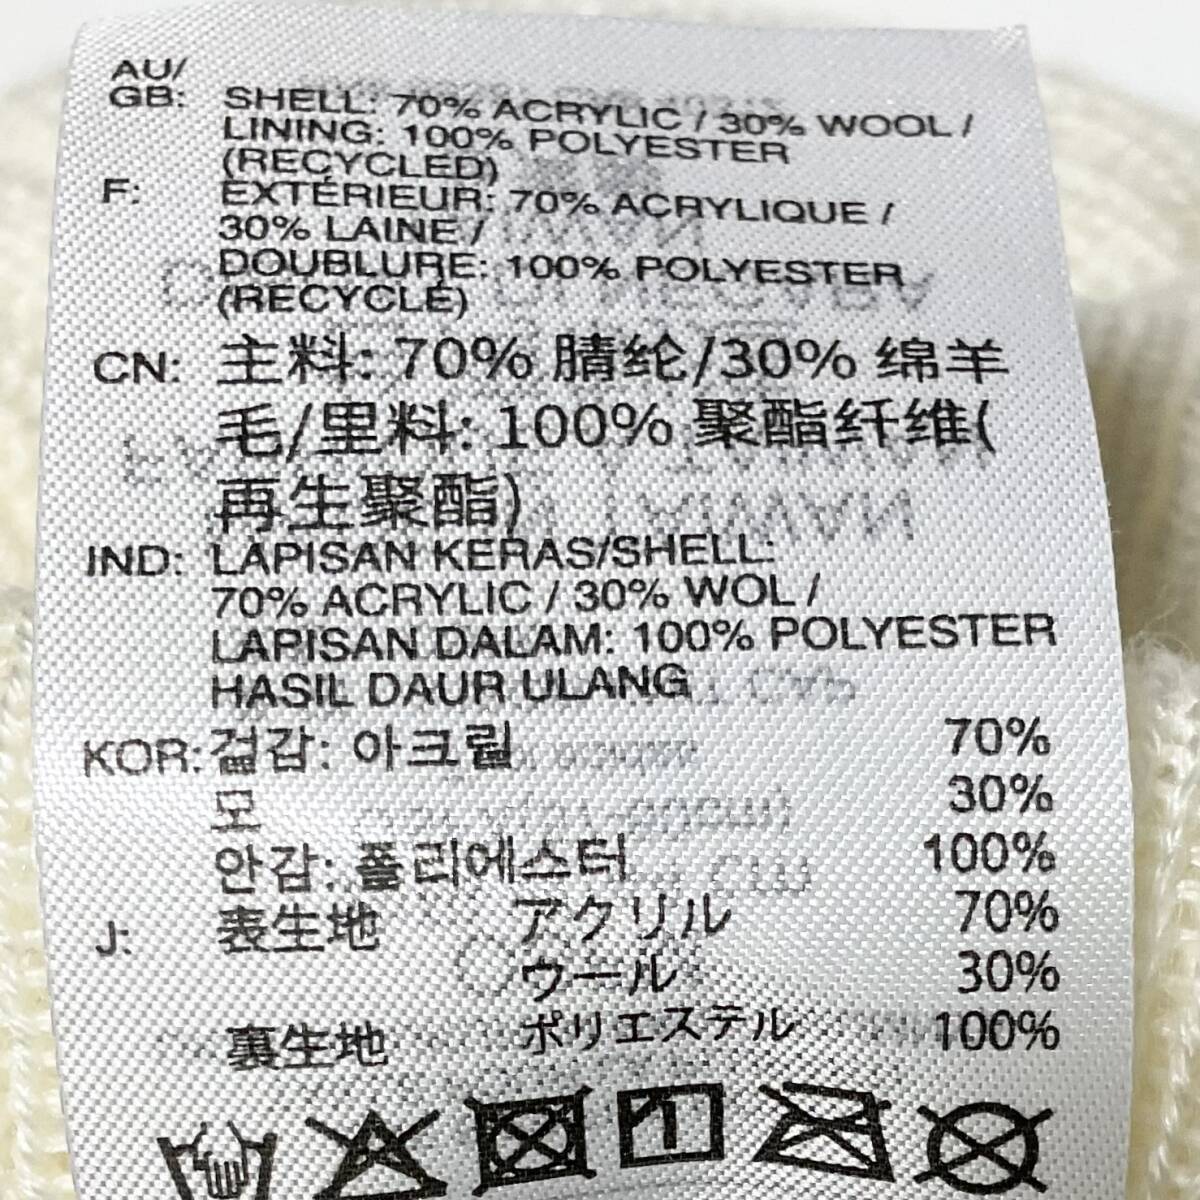 AU/
GB: SHELL: 70% ACRYLIC / 30% WOOL /
LINING: 100% POLYESTER
(RECYCLED)
F: EXTÉRIEUR: 70% ACRYLIQUE /
30% LAINE /
DOUBLURE: 100% POLYESTER
(RECYCLÉ)
CN: 主料: 70% 腈纶/30% 绵羊
毛/里料: 100% 聚酯纤维(
再生聚酯)
IND: LAPISAN KERAS/SHELL:
70% ACRYLIC / 30% WOL /
LAPISAN DALAM: 100% POLYESTER
HASIL DAUR ULANG
KOR: 겉감: 아크릴 70%
모 30%
안감: 폴리에스터 100%
J: 表生地 アクリル 70%
ウール 30%
裏生地 ポリエステル 100%